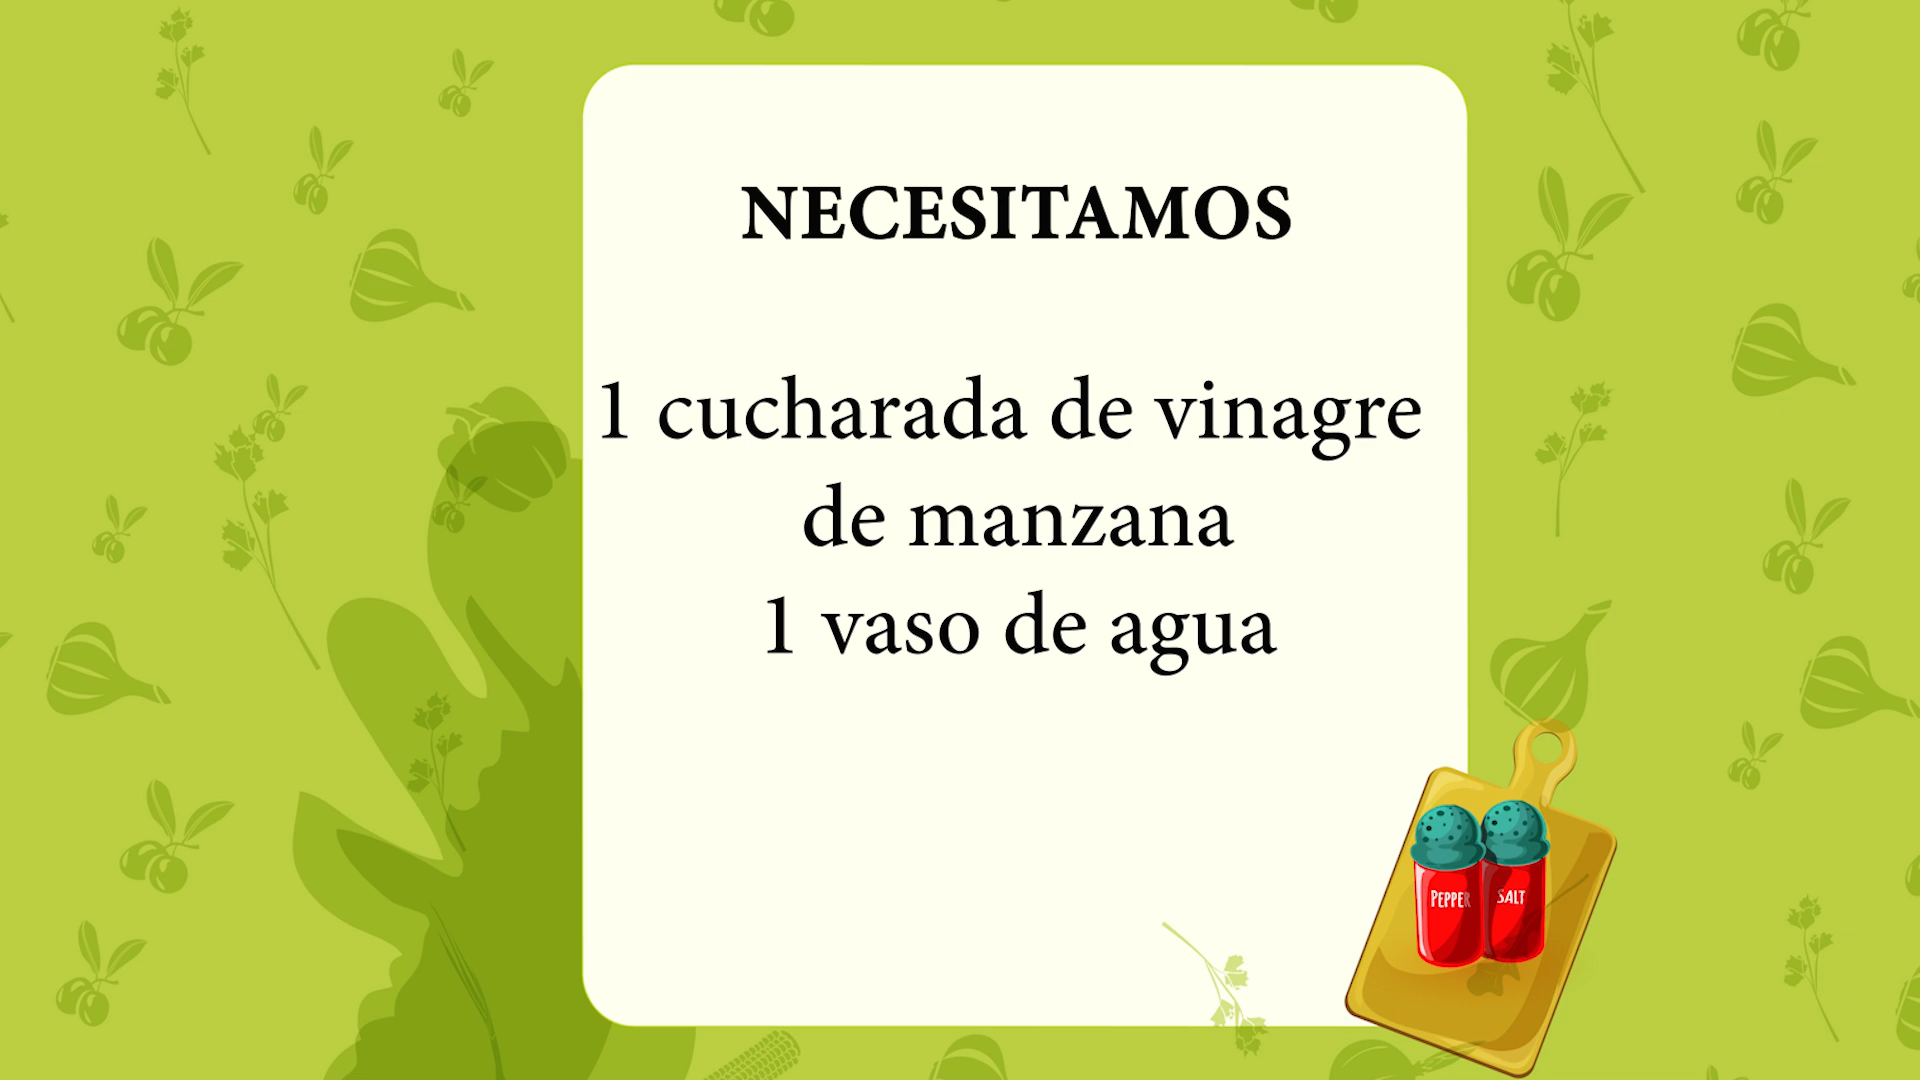 NECESITAMOS
1 cucharada de vinagre
de manzana
1 vaso de agua
PEPPER
SALT